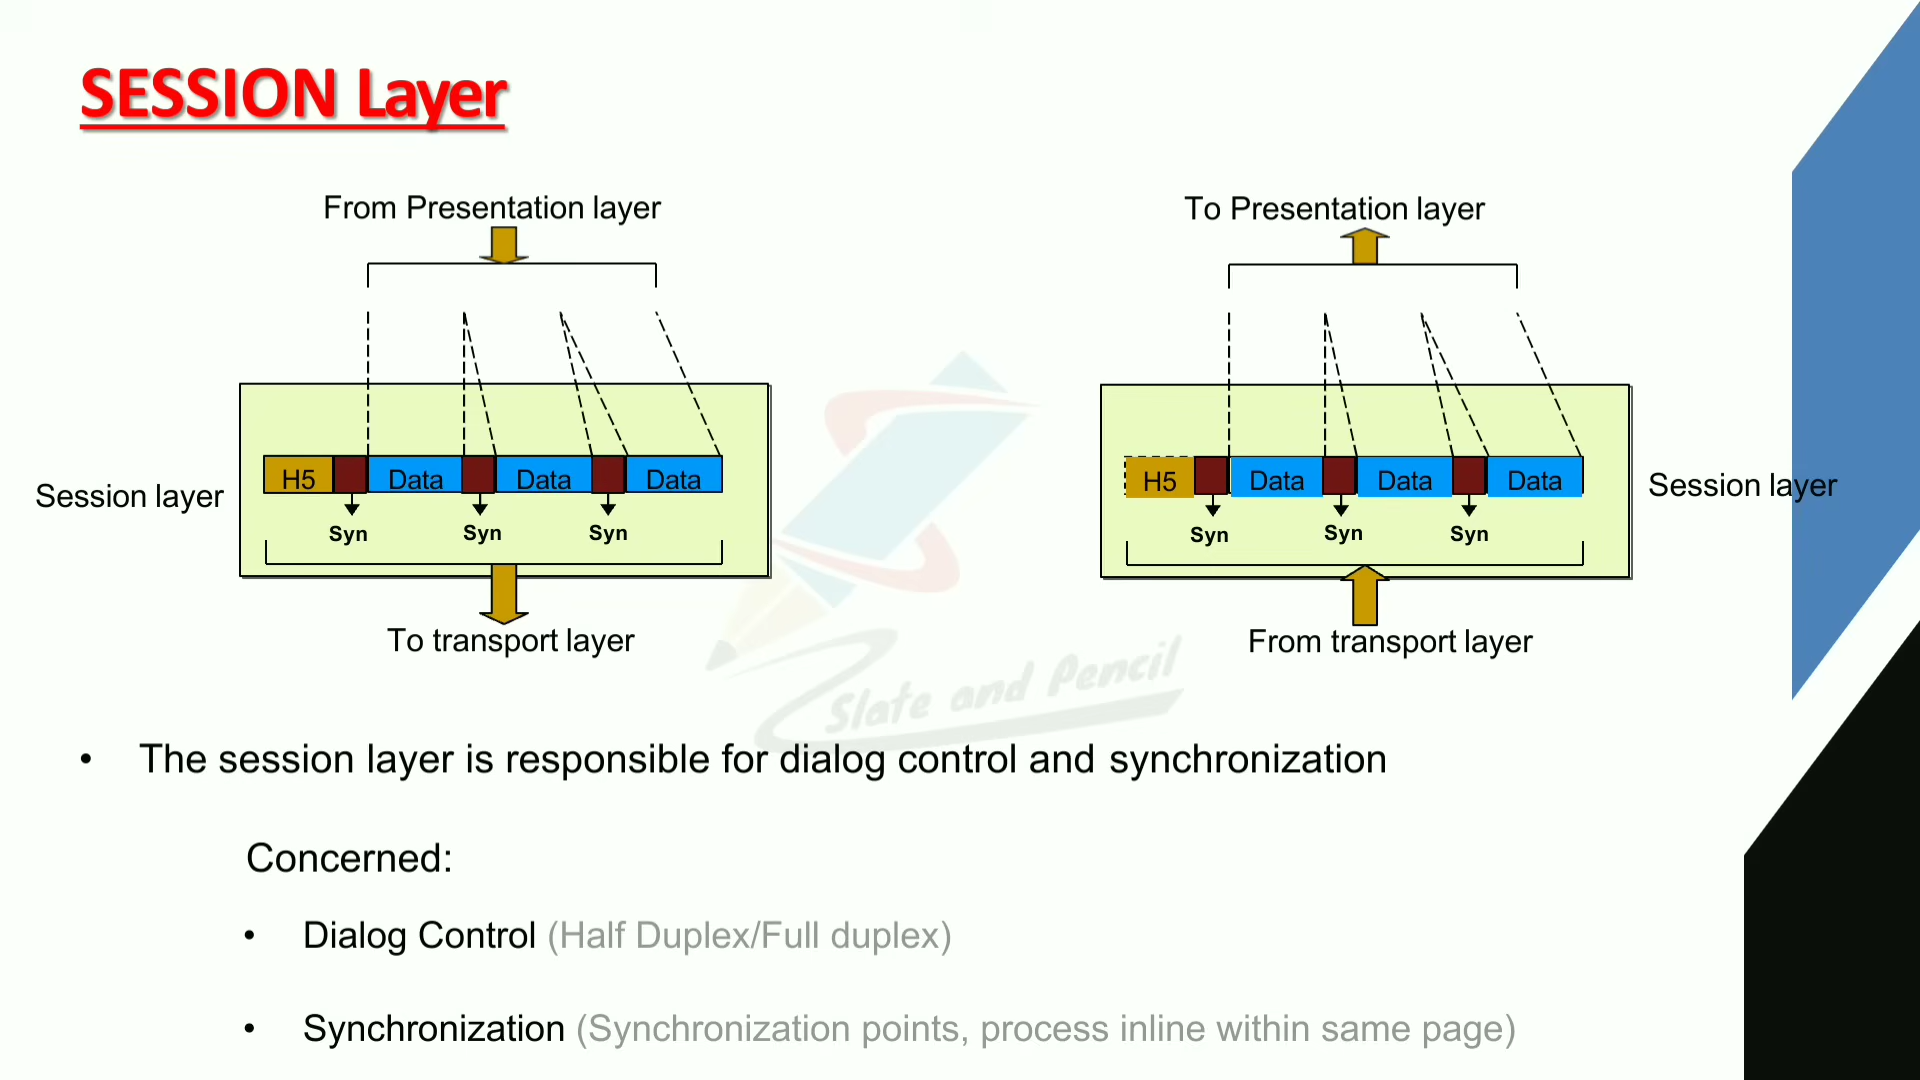 SESSION Layer
From Presentation layer
To Presentation layer
H5 Data Data Data
H5 Data Data Data
Session layer
Session layer
Syn Syn Syn
Syn Syn Syn
To transport layer
From transport layer
Slate and Pencil
• The session layer is responsible for dialog control and synchronization
Concerned:
• Dialog Control (Half Duplex/Full duplex)
• Synchronization (Synchronization points, process inline within same page)